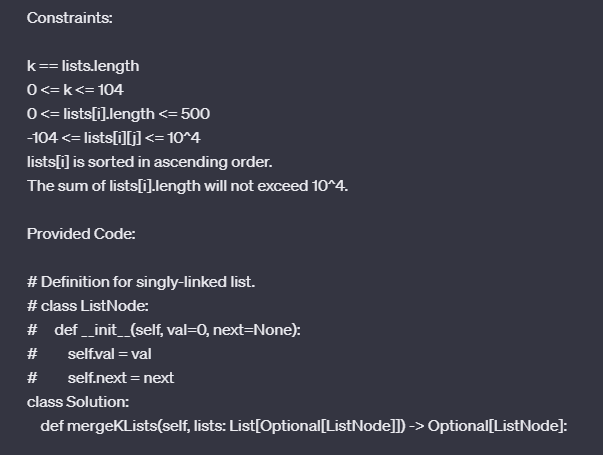 Constraints:
k == lists.length
0 <= k <= 104
0 <= lists[i].length <= 500
-104 <= lists[i][j] <= 10^4
lists[i] is sorted in ascending order.
The sum of lists[i].length will not exceed 10^4.
Provided Code:
# Definition for singly-linked list.
# class ListNode:
#     def __init__(self, val=0, next=None):
#         self.val = val
#         self.next = next
class Solution:
    def mergeKLists(self, lists: List[Optional[ListNode]]) -> Optional[ListNode]: